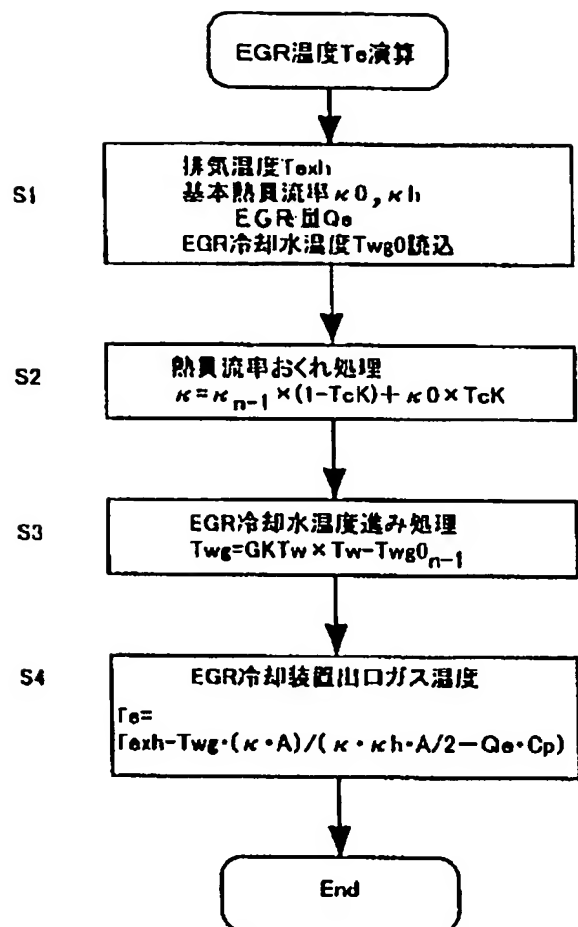 EGR温度Te演算
S1
排気温度Texh
基本熱貫流率κ0,κh
EGR量Qe
EGR冷却水温度Twg0読込
S2
熱貫流率おくれ処理
κ=κn-1×(1-TcK)+κ0×TcK
S3
EGR冷却水温度進み処理
Twg=GKTw×Tw-Twg0n-1
S4
EGR冷却装置出口ガス温度
Te=
Texh-Twg・(κ・A)/(κ・κh・A/2-Qe・Cp)
End